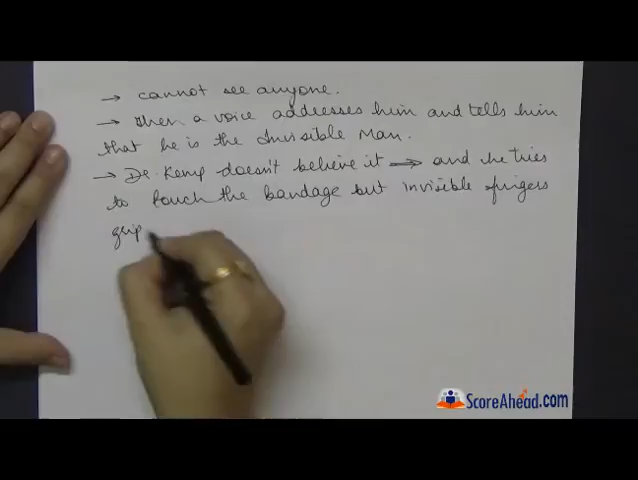 → cannot see anyone.
→ then a voice addresses him and tells him
that he is the Invisible Man.
→ Dr. Kemp doesn't believe it → and he tries
to touch the bandage but invisible fingers
grip
ScoreAhead.com